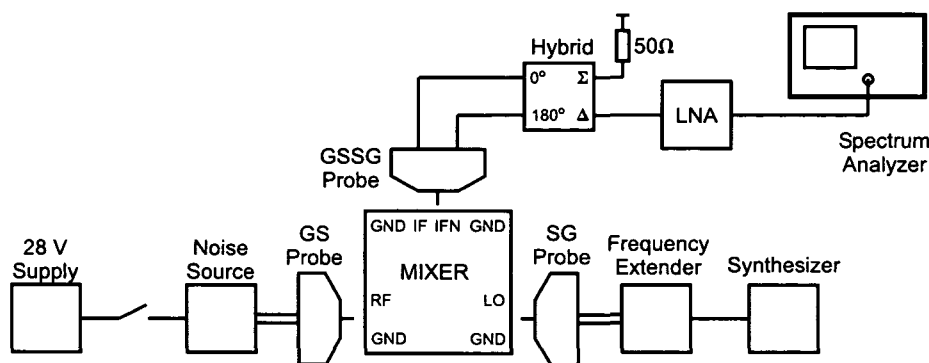 Hybrid
50Ω
0° Σ
180° Δ
LNA
Spectrum
Analyzer
GSSG
Probe
GND IF IFN GND
MIXER
RF LO
GND GND
28 V
Supply
Noise
Source
GS
Probe
SG
Probe
Frequency
Extender
Synthesizer